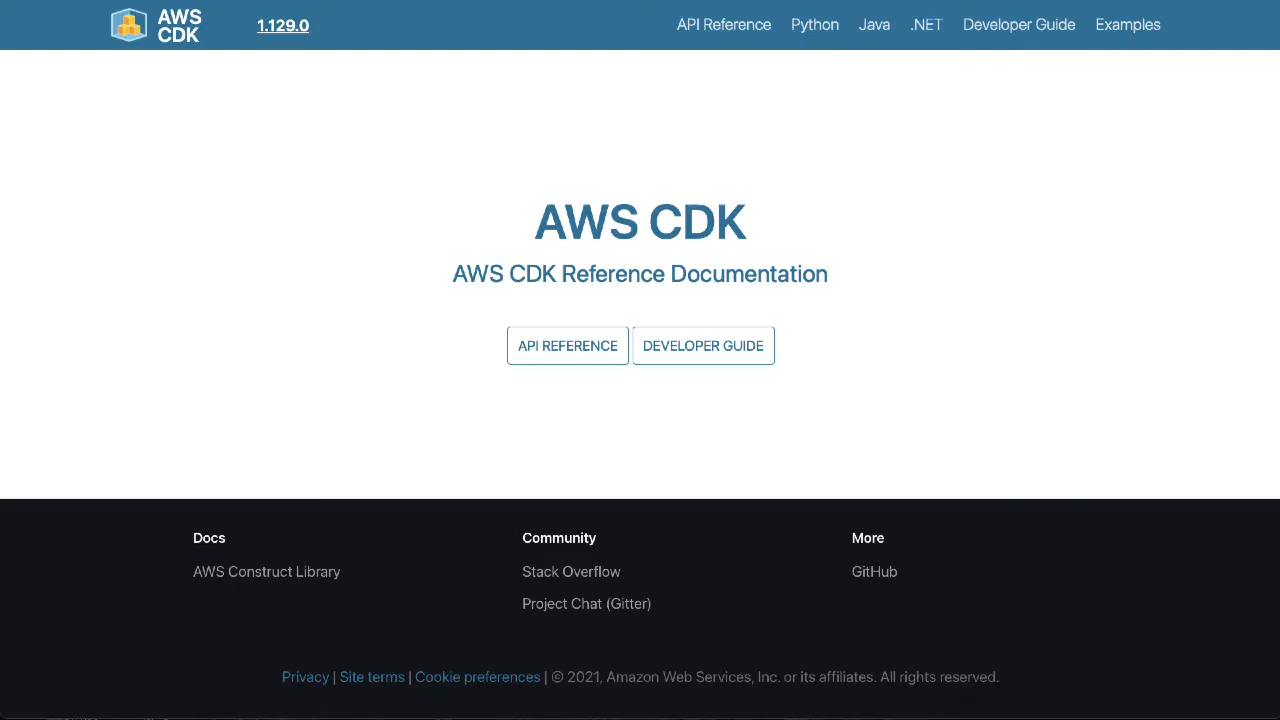 AWS CDK
1.129.0
API Reference Python Java .NET Developer Guide Examples
AWS CDK
AWS CDK Reference Documentation
API REFERENCE DEVELOPER GUIDE
Docs Community More
AWS Construct Library Stack Overflow GitHub
Project Chat (Gitter)
Privacy | Site terms | Cookie preferences | © 2021, Amazon Web Services, Inc. or its affiliates. All rights reserved.